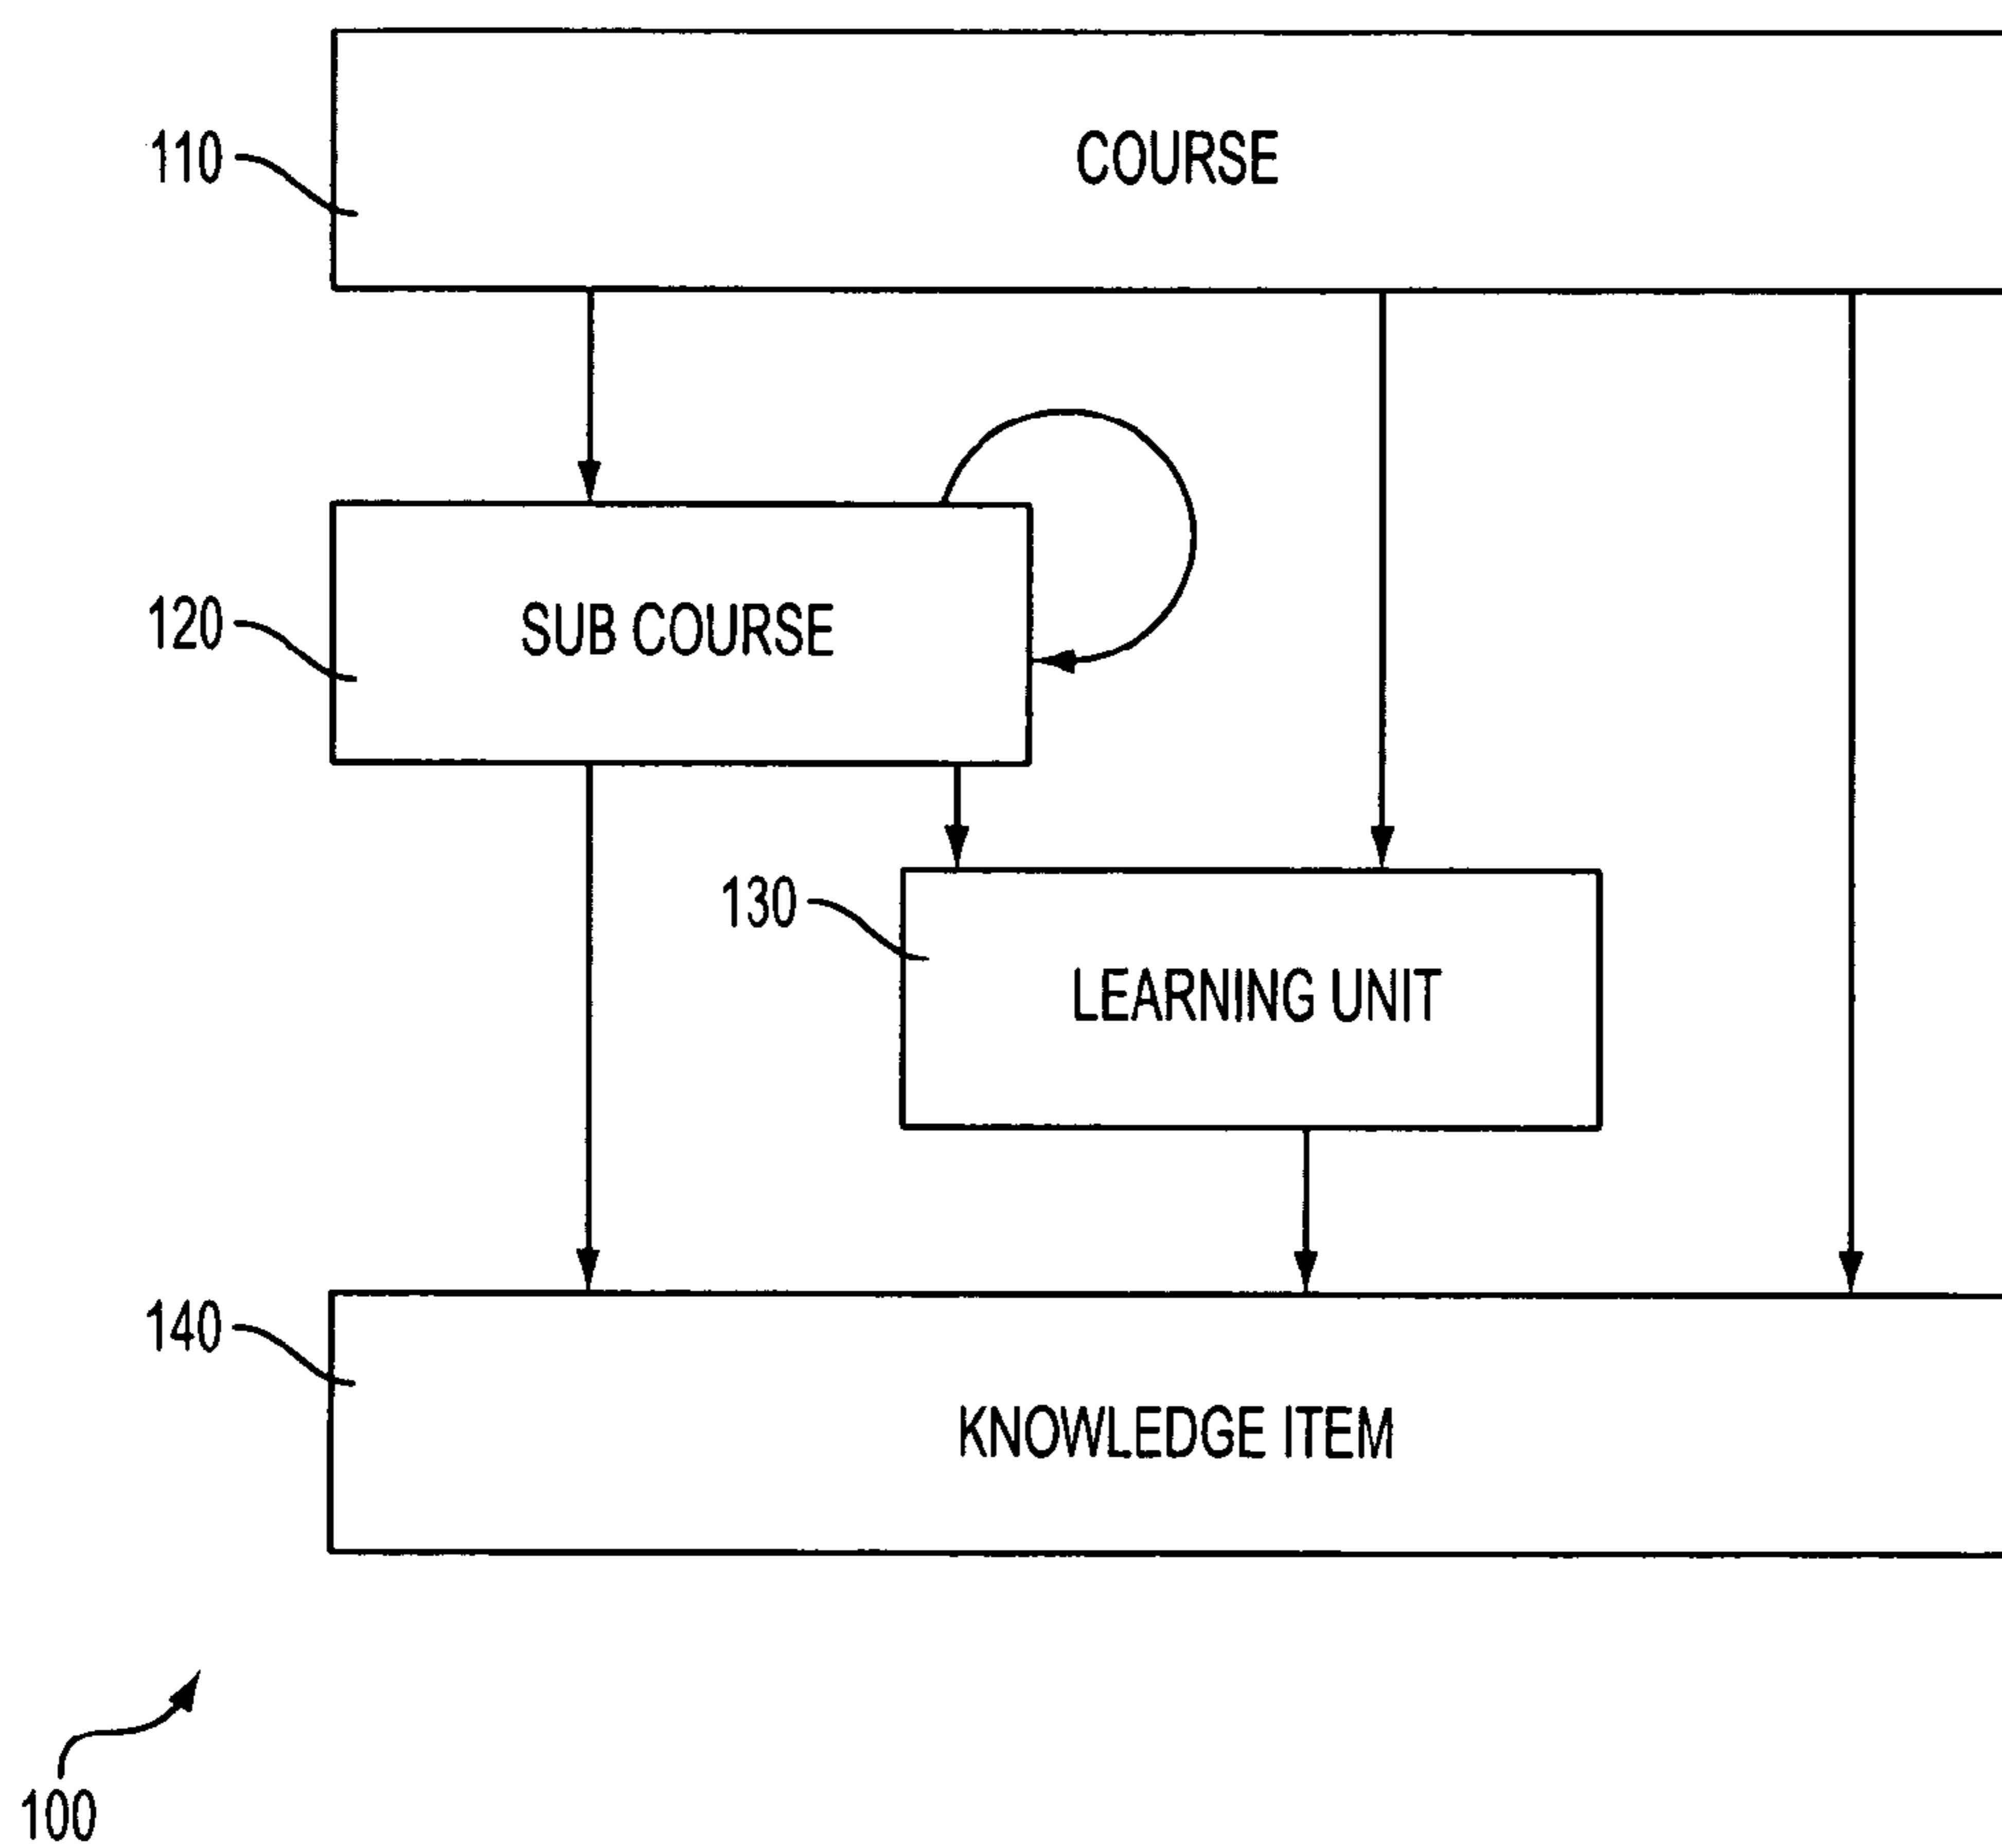 110
COURSE
120
SUB COURSE
130
LEARNING UNIT
140
KNOWLEDGE ITEM
100